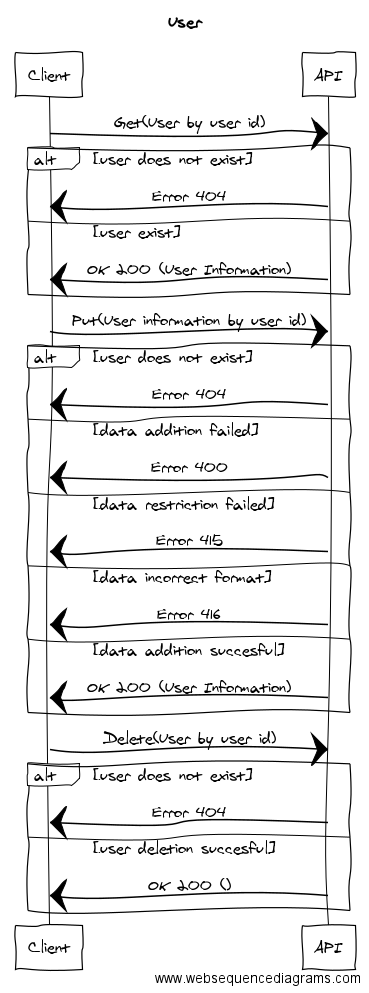 User
Client API
Get(User by user id)
alt [user does not exist]
Error 404
[user exist]
OK 200 (User Information)
Put(User information by user id)
alt [user does not exist]
Error 404
[data addition failed]
Error 400
[data restriction failed]
Error 415
[data incorrect format]
Error 416
[data addition succesful]
OK 200 (User Information)
Delete(User by user id)
alt [user does not exist]
Error 404
[user deletion succesful]
OK 200 ()
Client API
www.websequencediagrams.com